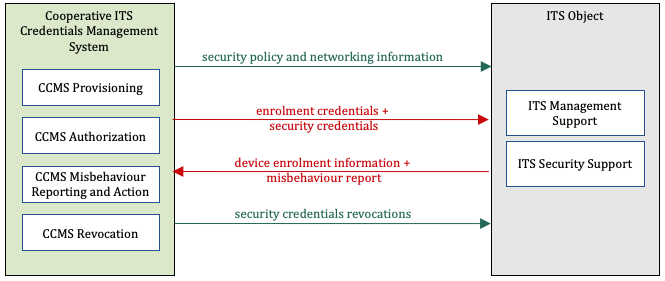 Cooperative ITS
Credentials Management
System
CCMS Provisioning
CCMS Authorization
CCMS Misbehaviour
Reporting and Action
CCMS Revocation
security policy and networking information
enrolment credentials +
security credentials
device enrolment information +
misbehaviour report
security credentials revocations
ITS Object
ITS Management
Support
ITS Security Support